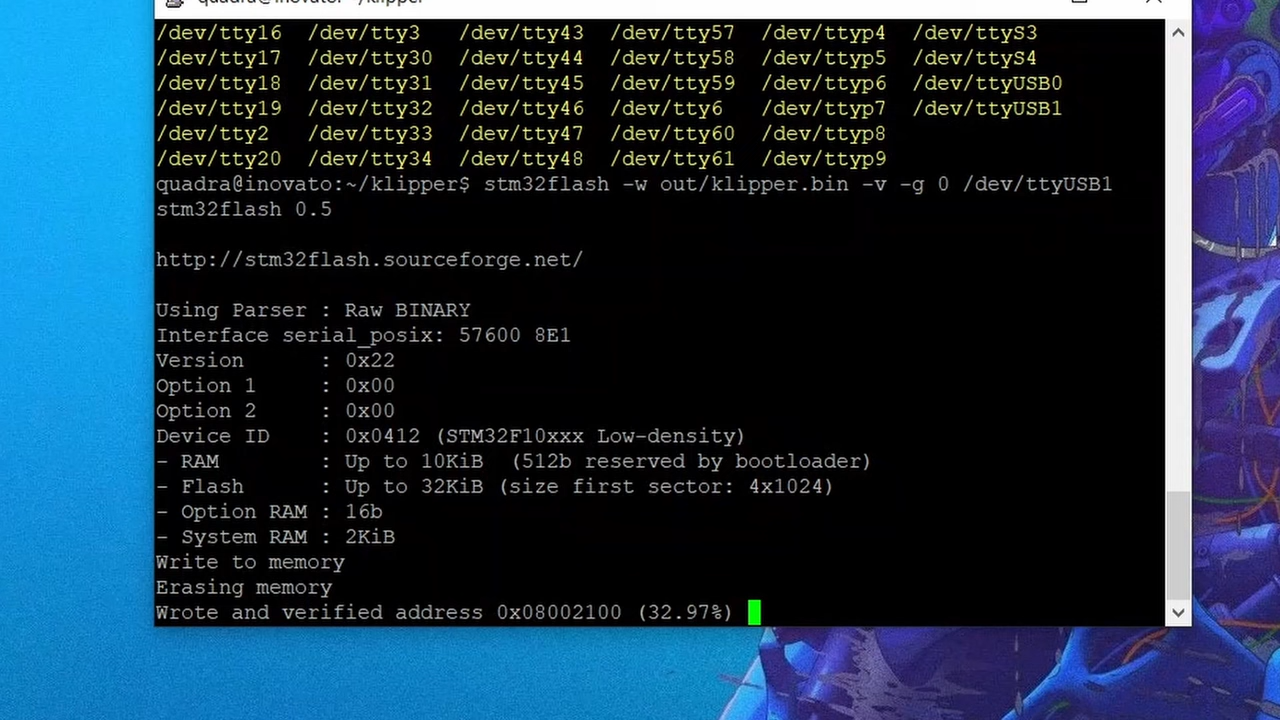 quadra@inovato: ~/klipper
/dev/tty16 /dev/tty3 /dev/tty43 /dev/tty57 /dev/ttyp4 /dev/ttyS3
/dev/tty17 /dev/tty30 /dev/tty44 /dev/tty58 /dev/ttyp5 /dev/ttyS4
/dev/tty18 /dev/tty31 /dev/tty45 /dev/tty59 /dev/ttyp6 /dev/ttyUSB0
/dev/tty19 /dev/tty32 /dev/tty46 /dev/tty6 /dev/ttyp7 /dev/ttyUSB1
/dev/tty2 /dev/tty33 /dev/tty47 /dev/tty60 /dev/ttyp8
/dev/tty20 /dev/tty34 /dev/tty48 /dev/tty61 /dev/ttyp9
quadra@inovato:~/klipper$ stm32flash -w out/klipper.bin -v -g 0 /dev/ttyUSB1
stm32flash 0.5
http://stm32flash.sourceforge.net/
Using Parser : Raw BINARY
Interface serial_posix: 57600 8E1
Version : 0x22
Option 1 : 0x00
Option 2 : 0x00
Device ID : 0x0412 (STM32F10xxx Low-density)
- RAM : Up to 10KiB (512b reserved by bootloader)
- Flash : Up to 32KiB (size first sector: 4x1024)
- Option RAM : 16b
- System RAM : 2KiB
Write to memory
Erasing memory
Wrote and verified address 0x08002100 (32.97%)